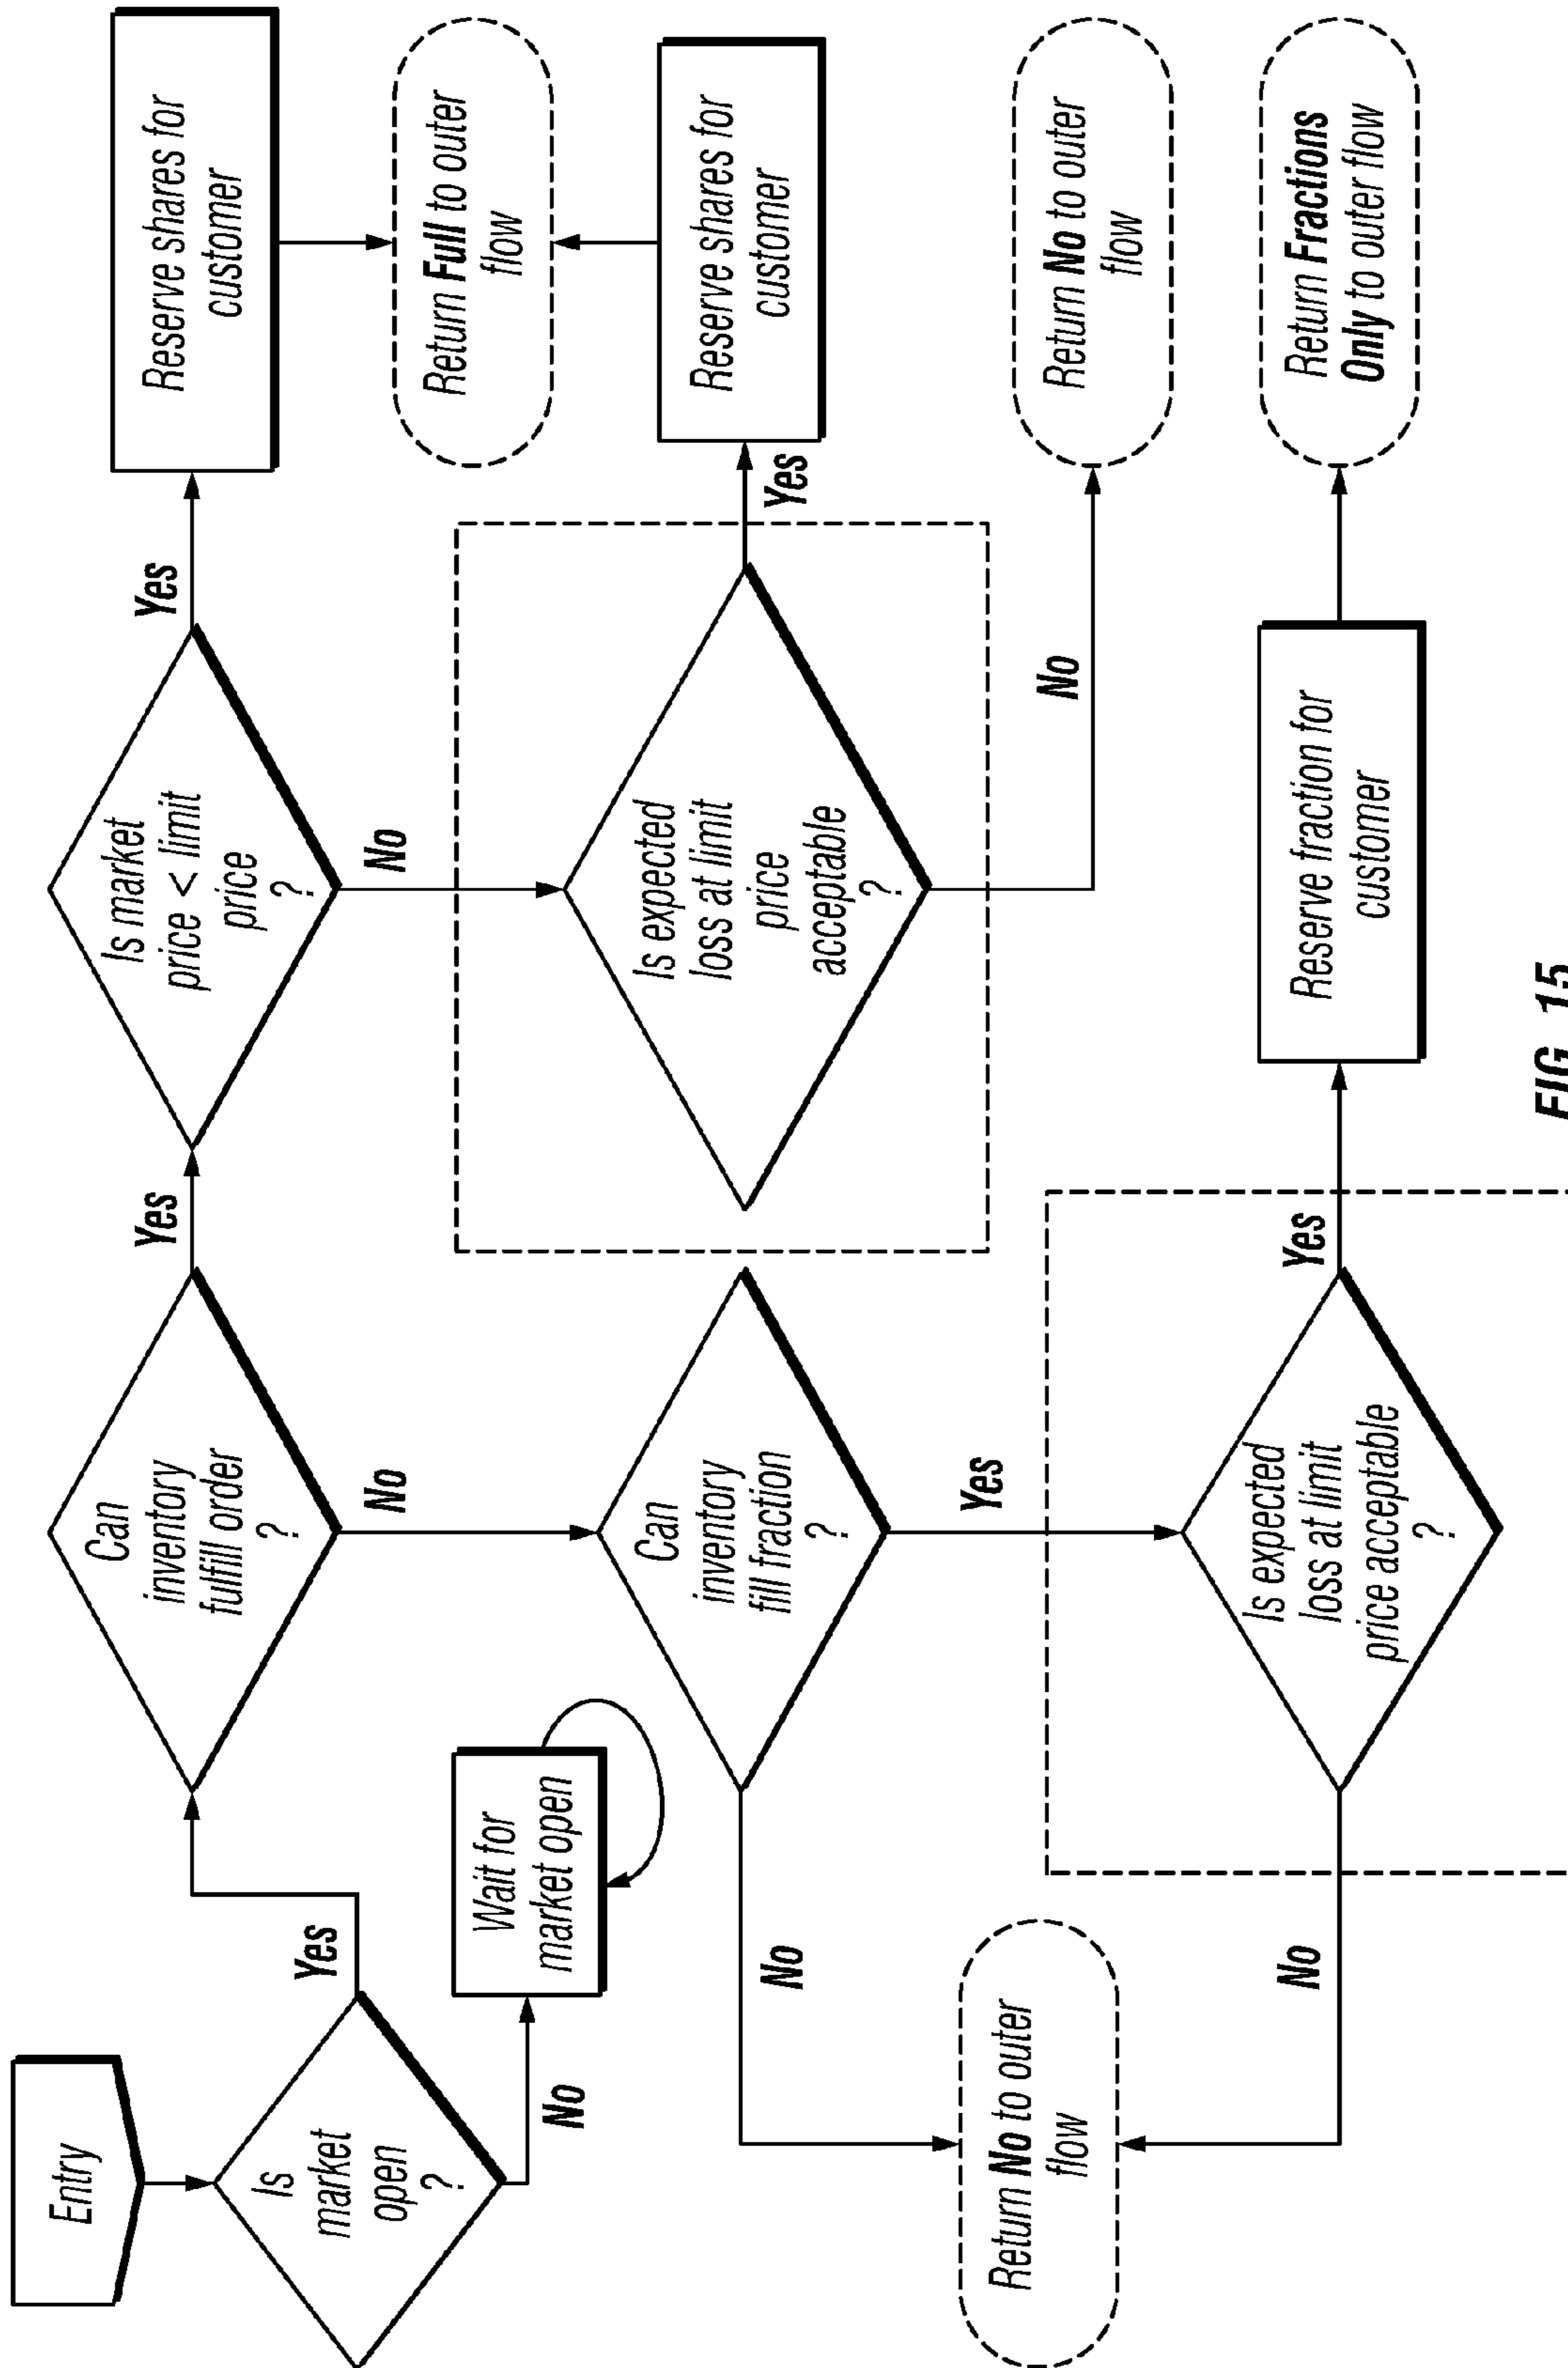 Entry
Is
market
open
?
Yes
No
Wait for
market open
Can
inventory
fulfill order
?
Yes
No
Is market
price < limit
price
?
Yes
No
Reserve shares for
customer
Return Full to outer
flow
Can
inventory
fill fraction
?
No
Yes
Is expected
loss at limit
price
acceptable
?
Yes
No
Reserve shares for
customer
Return No to outer
flow
Return No to outer
flow
Is expected
loss at limit
price acceptable
?
No
Yes
Reserve fraction for
customer
Return Fractions
Only to outer flow
FIG. 15